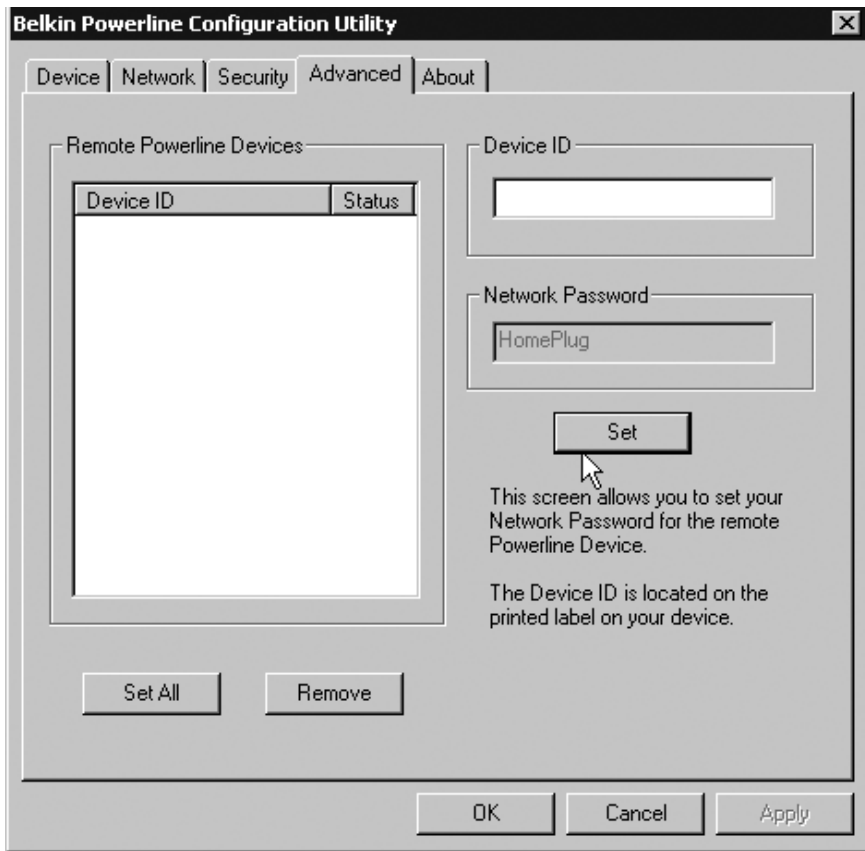 Belkin Powerline Configuration Utility
Device
Network
Security
Advanced
About
Remote Powerline Devices
Device ID
Status
Device ID
Network Password
HomePlug
Set
This screen allows you to set your
Network Password for the remote
Powerline Device.
The Device ID is located on the
printed label on your device.
Set All
Remove
OK
Cancel
Apply